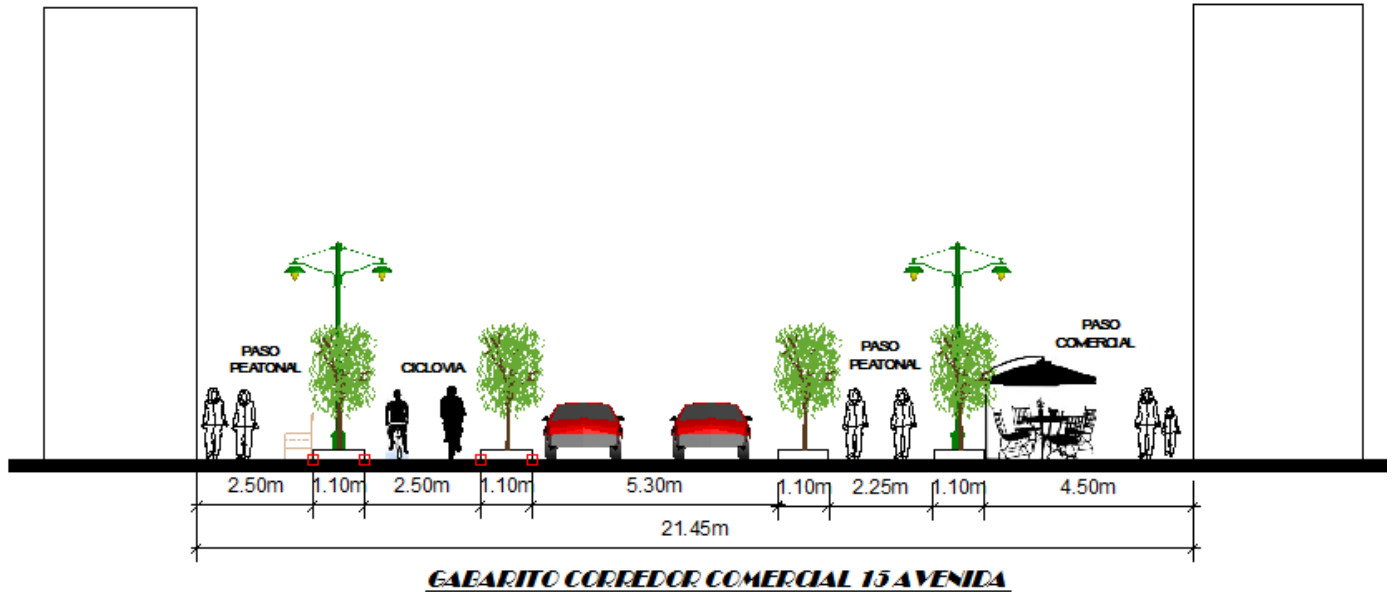 PASO
PEATONAL
CICLOVIA
PASO
PEATONAL
PASO
COMERCIAL
2.50m 1.10m 2.50m 1.10m 5.30m 1.10m 2.25m 1.10m 4.50m
21.45m
GABARITO CORREDOR COMERCIAL 15 AVENIDA